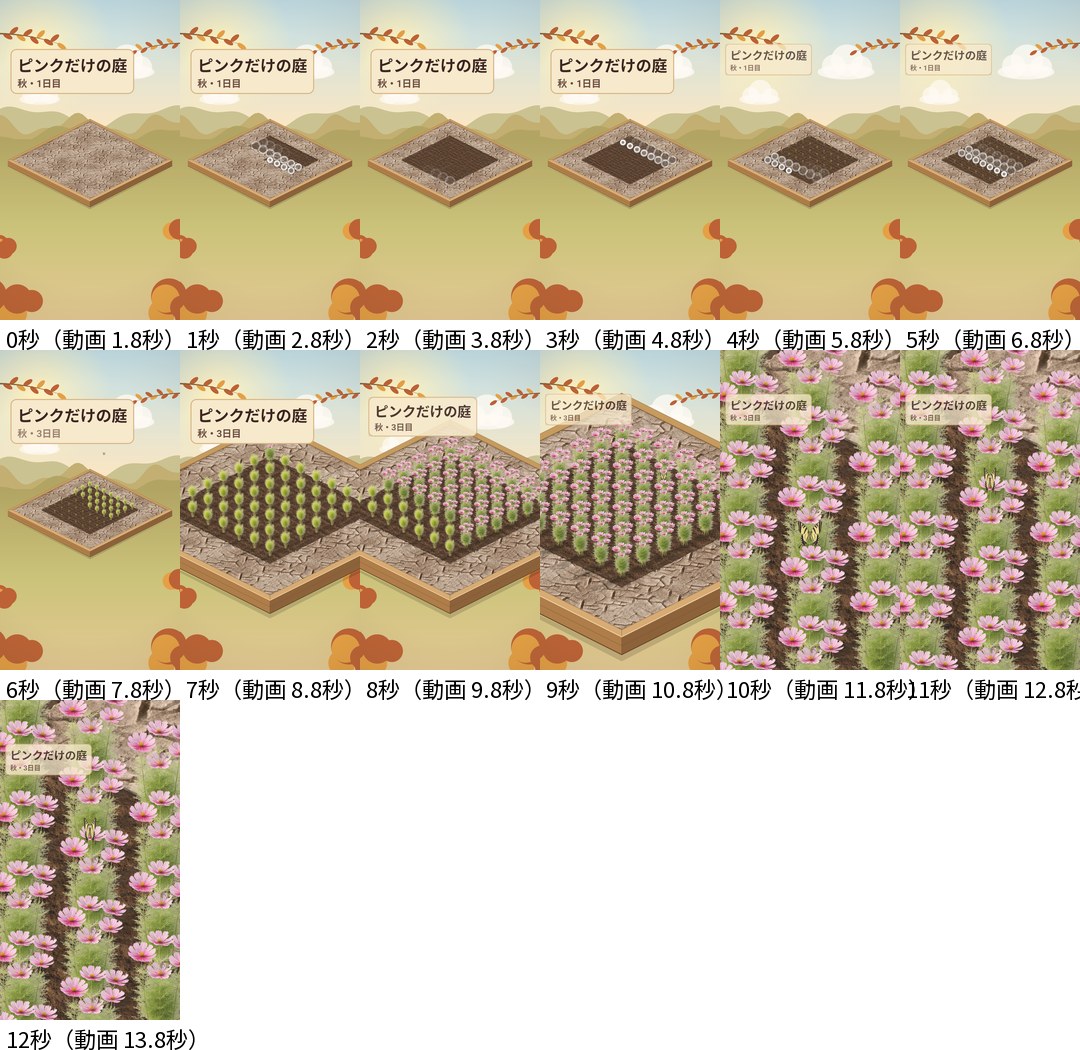 ピンクだけの庭
秋・1日目
ピンクだけの庭
秋・1日目
ピンクだけの庭
秋・1日目
ピンクだけの庭
秋・1日目
ピンクだけの庭
秋・1日目
ピンクだけの庭
秋・1日目
0秒（動画 1.8秒）
1秒（動画 2.8秒）
2秒（動画 3.8秒）
3秒（動画 4.8秒）
4秒（動画 5.8秒）
5秒（動画 6.8秒）
ピンクだけの庭
秋・3日目
ピンクだけの庭
秋・3日目
ピンクだけの庭
秋・3日目
ピンクだけの庭
秋・3日目
ピンクだけの庭
秋・3日目
ピンクだけの庭
秋・3日目
6秒（動画 7.8秒）
7秒（動画 8.8秒）
8秒（動画 9.8秒）
9秒（動画 10.8秒）
10秒（動画 11.8秒）
11秒（動画 12.8秒
ピンクだけの庭
秋・3日目
12秒（動画 13.8秒）